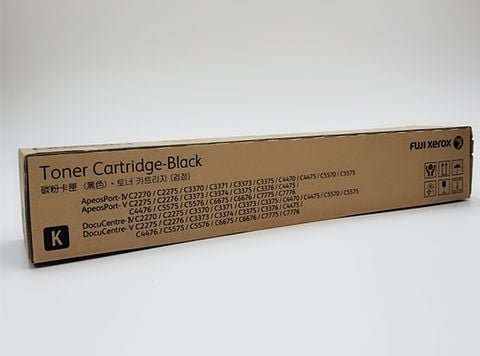 FUJI xerox
Toner Cartridge-Black
碳粉卡匣 (黑色)・토너 카트리지 (검정)
ApeosPort-Ⅳ C2270 / C2275 / C3370 / C3371 / C3373 / C3375 / C4470 / C4475 / C5570 / C5575
ApeosPort-Ⅴ C2275 / C2276 / C3373 / C3374 / C3375 / C3376 / C4475 /
C4476 / C5575 / C5576 / C6675 / C6676 / C7775 / C7776
DocuCentre-Ⅳ C2270 / C2275 / C3370 / C3371 / C3373 / C3375 / C4470 / C4475 / C5570 / C5575
DocuCentre-Ⅴ C2275 / C2276 / C3373 / C3374 / C3375 / C3376 / C4475 /
C4476 / C5575 / C5576 / C6675 / C6676 / C7775 / C7776
K